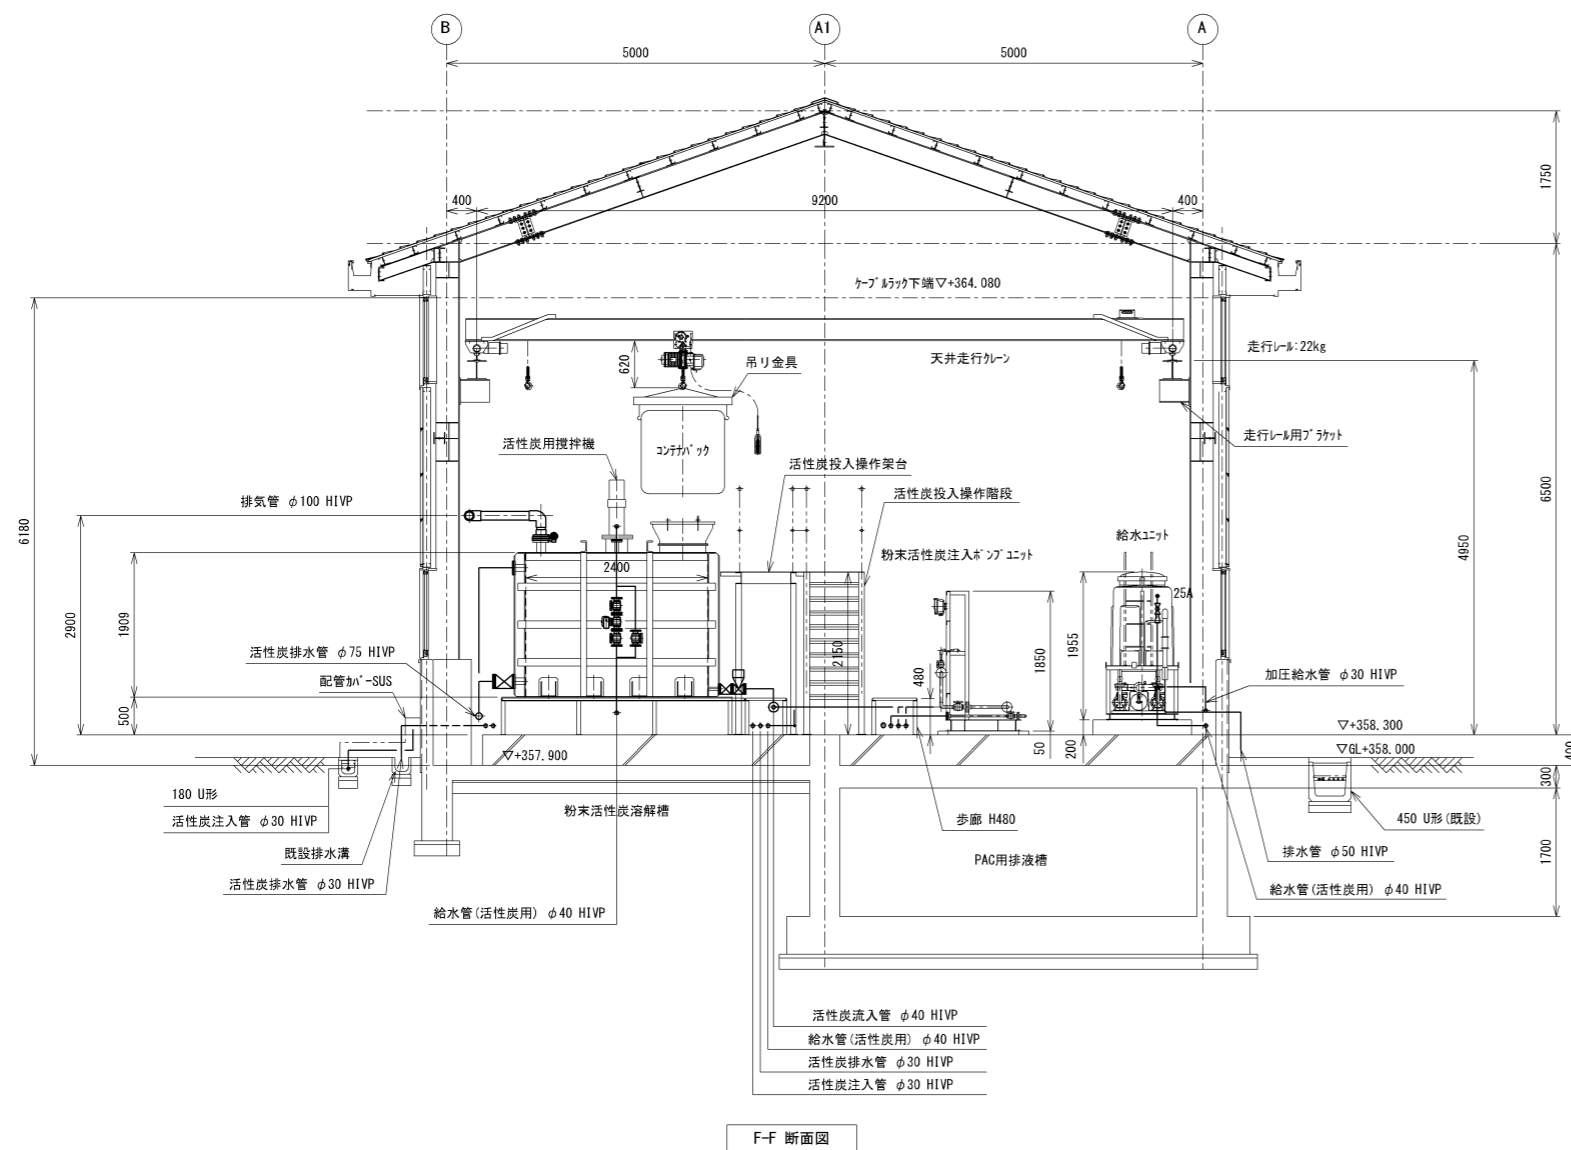 B
A1
A
5000
5000
1750
400
9200
400
ケーブルラック下端▽+364.080
620
天井走行クレーン
走行レール:22kg
吊り金具
走行レール用ブラケット
コンテナバック
活性炭用撹拌機
活性炭投入操作架台
活性炭投入操作階段
排気管 φ100 HIVP
粉末活性炭注入ポンプユニット
給水ユニット
25A
6180
2900
1909
500
2400
2150
480
1850
1955
50
200
4950
6500
活性炭排水管 φ75 HIVP
配管カバーSUS
加圧給水管 φ30 HIVP
▽+358.300
▽GL+358.000
▽+357.900
400
300
1700
180 U形
活性炭注入管 φ30 HIVP
既設排水溝
活性炭排水管 φ30 HIVP
粉末活性炭溶解槽
歩廊 H480
PAC用排液槽
450 U形(既設)
排水管 φ50 HIVP
給水管(活性炭用) φ40 HIVP
給水管(活性炭用) φ40 HIVP
活性炭流入管 φ40 HIVP
給水管(活性炭用) φ40 HIVP
活性炭排水管 φ30 HIVP
活性炭注入管 φ30 HIVP
F-F 断面図